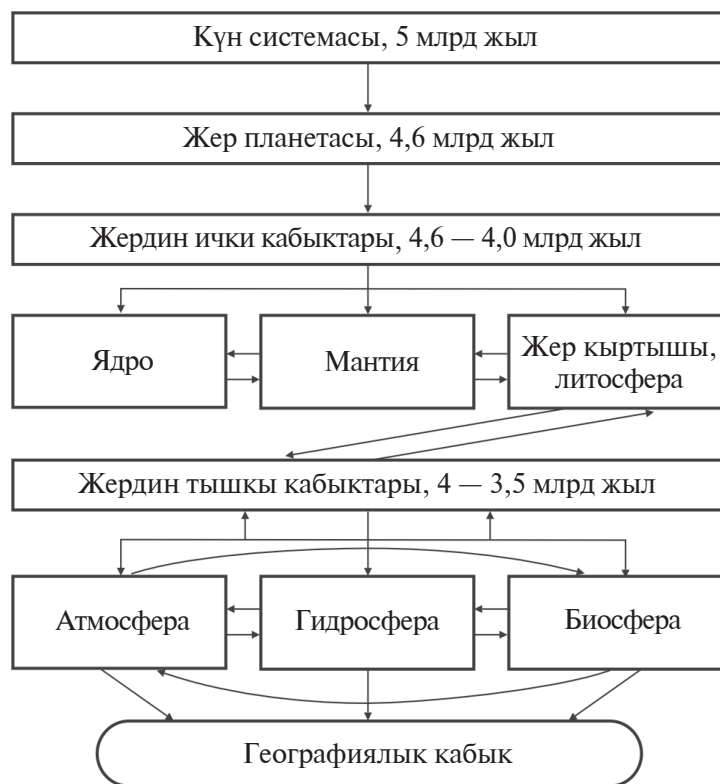 Күн системасы, 5 млрд жыл
Жер планетасы, 4,6 млрд жыл
Жердин ички кабыктары, 4,6 — 4,0 млрд жыл
Ядро
Мантия
Жер кыртышы,
литосфера
Жердин тышкы кабыктары, 4 — 3,5 млрд жыл
Атмосфера
Гидросфера
Биосфера
Географиялык кабык